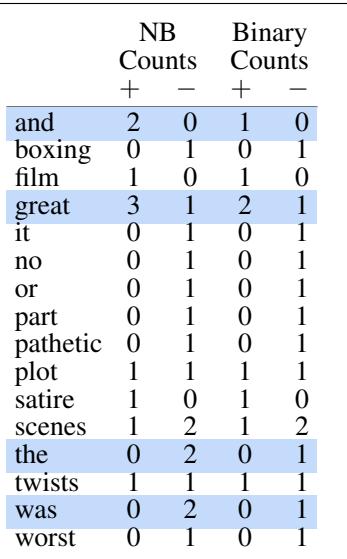 NB Binary
Counts Counts
+ − + −
and 2 0 1 0
boxing 0 1 0 1
film 1 0 1 0
great 3 1 2 1
it 0 1 0 1
no 0 1 0 1
or 0 1 0 1
part 0 1 0 1
pathetic 0 1 0 1
plot 1 1 1 1
satire 1 0 1 0
scenes 1 2 1 2
the 0 2 0 1
twists 1 1 1 1
was 0 2 0 1
worst 0 1 0 1